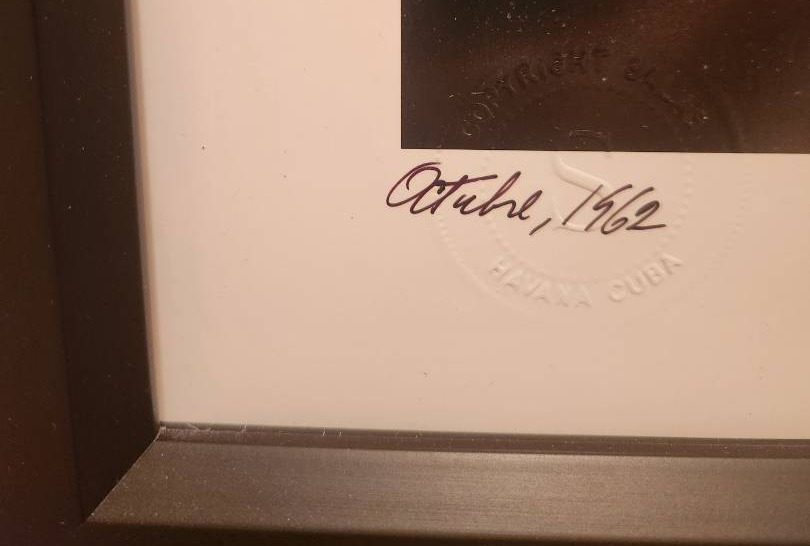 COPYRIGHT
Octubre, 1962
HAVANA CUBA